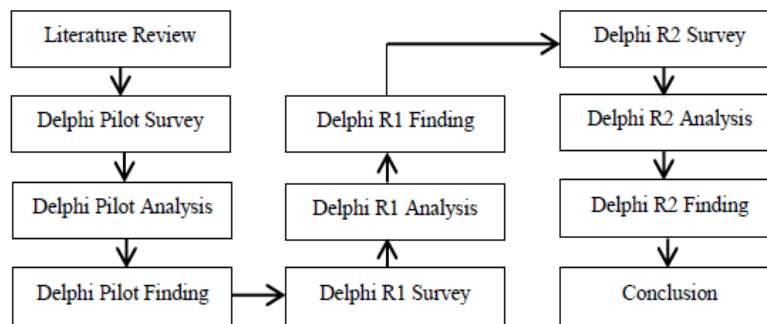 Literature Review
Delphi Pilot Survey
Delphi Pilot Analysis
Delphi Pilot Finding
Delphi R1 Survey
Delphi R1 Analysis
Delphi R1 Finding
Delphi R2 Survey
Delphi R2 Analysis
Delphi R2 Finding
Conclusion